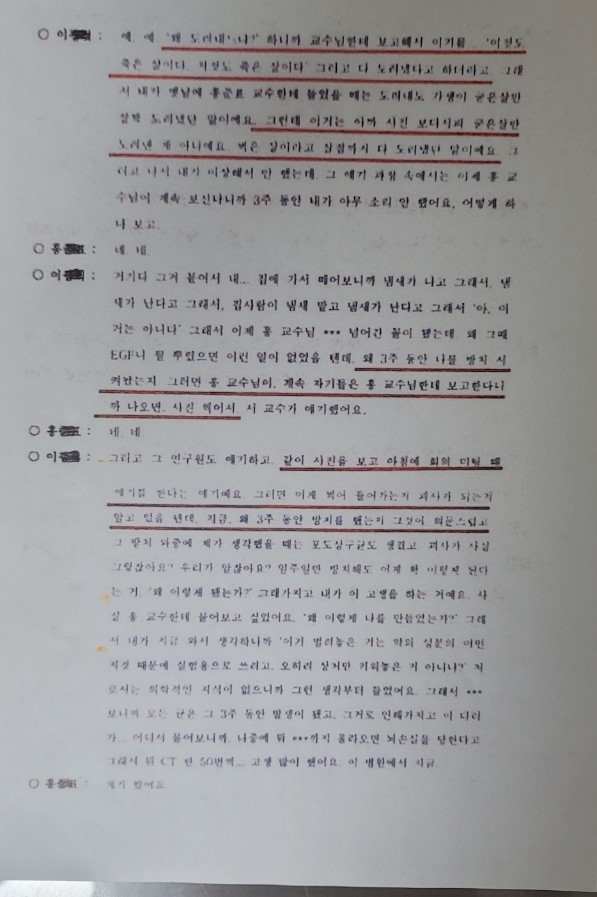 ○ 이 : 예. 예. '왜 도려내느냐?' 하니까 교수님한테 보고해서 이거를... '이것도
죽은 살이다. 저것도 죽은 살이다' 그러고 다 도려냈다고 하더라고. 그래
서 내가 옛날에 홍 교수한테 들었을 때는 도려내도 가생이 굳은살만
살짝 도려냈단 말이에요. 그런데 이거는 아까 사진 보다시피 굳은살만
도려낸 게 아니에요. 썩은 살이라고 살점까지 다 도려냈단 말이에요. 그
러고 나서 내가 이상해서 안 했는데. 그 얘기 과정 속에서는 이제 홍 교
수님이 계속 보신다니까 3주 동안 내가 아무 소리 안 했어요. 어떻게 하
나 보고.
○ 홍 : 네. 네.
○ 이 : 거기다 그거 붙여서 내... 집에 가서 떼어보니까 냄새가 나고 그래서. 냄
새가 난다고 그래서, 집사람이 냄새 맡고 냄새가 난다고 그래서 '아, 이
거는 아니다' 그래서 이제 홍 교수님 *** 넘어간 꼴이 됐는데. 왜 그때
EGF니 뭘 뿌렸으면 이런 일이 없었을 텐데. 왜 3주 동안 나를 방치 시
켜놨는지. 그러면 홍 교수님이, 계속 자기들은 홍 교수님한테 보고한다니
까 나오면. 사진 찍어서. 서 교수가 얘기했어요.
○ 홍 : 네. 네.
○ 이 : 그리고 그 연구원도 얘기하고. 같이 사진을 보고 아침에 회의 미팅 때
얘기를 한다는 얘기예요. 그러면 이게 썩어 들어가는지 괴사가 되는지
알고 있을 텐데. 지금. 왜 3주 동안 방치를 했는지 그것이 의문스럽고
그 방치 와중에 제가 생각했을 때는 포도상구균도 생겼고 괴사가 사실
그렇잖아요? 우리가 알잖아요? 일주일만 방치해도 이게 확 이렇게 된다
는 거. '왜 이렇게 됐는가?' 그래가지고 내가 이 고생을 하는 거예요. 사
실 홍 교수한테 물어보고 싶었어요. '왜 이렇게 나를 만들었는가?' 그래
서 내가 지금 와서 생각하니까 '이거 벌려놓은 거는 약의 성분의 어떤
지것 때문에 실험용으로 쓰려고. 오히려 상처만 키워놓은 거 아니냐?' 저
로서는 의학적인 지식이 없으니까 그런 생각부터 들었어요. 그래서 ***
보니까 모든 균은 그 3주 동안 발생이 됐고, 그거로 인해가지고 이 다리
가... 어디서 물어보니까. 나중에 뭐 ***까지 올라오면 뇌손실을 당한다고
그래서 뭐 CT 한 50번씩... 고생 많이 했어요. 이 병원에서 지금.
○ 홍 : 얘기 했어요.